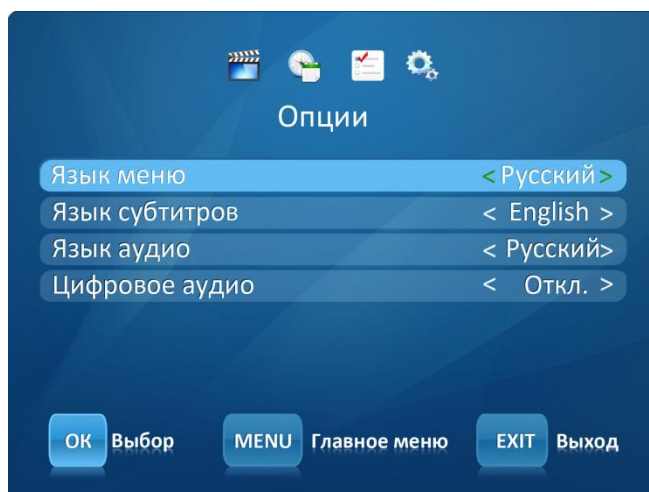 Опции
Язык меню < Русский >
Язык субтитров < English >
Язык аудио < Русский>
Цифровое аудио < Откл. >
OK Выбор MENU Главное меню EXIT Выход